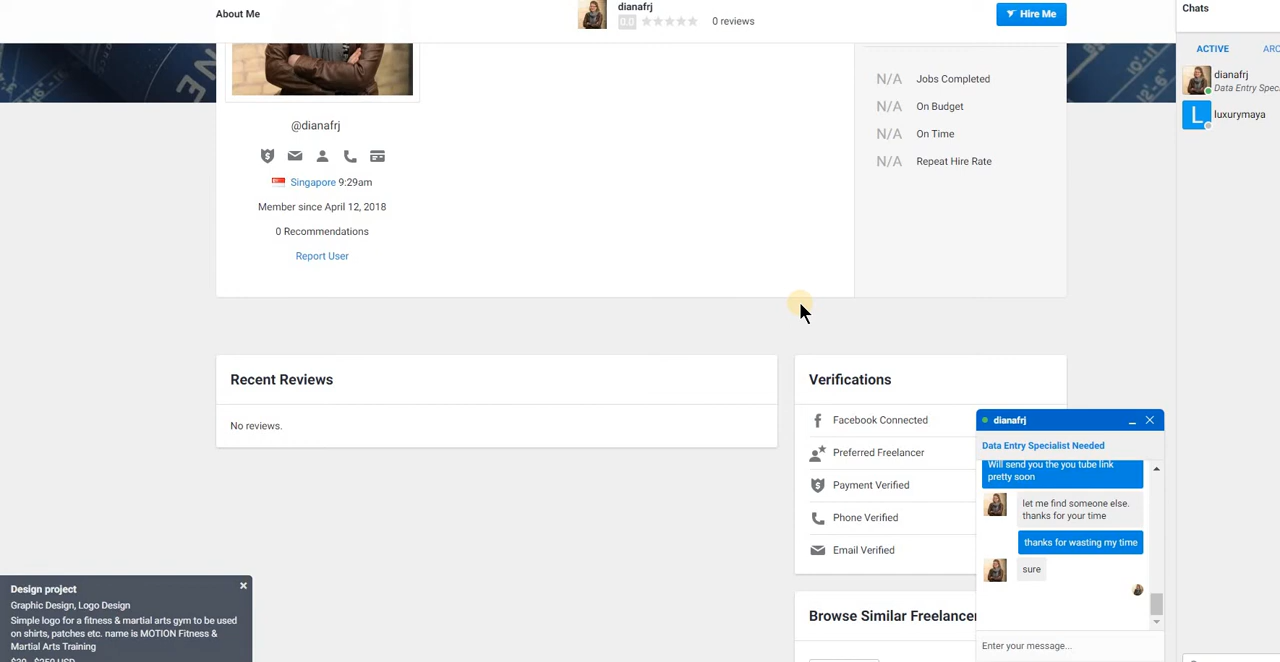 About Me
dianafrj
0.0
0 reviews
Hire Me
Chats
ACTIVE
dianafrj
luxurymaya
N/A Jobs Completed
N/A On Budget
N/A On Time
N/A Repeat Hire Rate
@dianafrj
Singapore 9:29am
Member since April 12, 2018
0 Recommendations
Report User
Recent Reviews
No reviews.
Verifications
Facebook Connected
Preferred Freelancer
Payment Verified
Phone Verified
Email Verified
Browse Similar Freelancer
dianafrj
Data Entry Specialist Needed
Will send you the you tube link
pretty soon
let me find someone else.
thanks for your time
thanks for wasting my time
sure
Enter your message...
Design project
Graphic Design, Logo Design
Simple logo for a fitness & martial arts gym to be used
on shirts, patches etc. name is MOTION Fitness &
Martial Arts Training